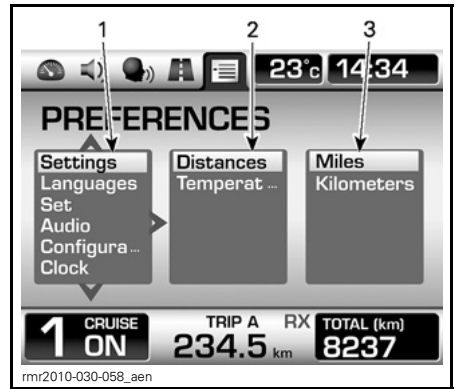 1 2 3
23°c 14:34
PREFERENCES
Settings Distances Miles
Languages Temperat ... Kilometers
Set
Audio
Configura ...
Clock
1 CRUISE ON TRIP A 234.5 km RX TOTAL (km) 8237
rmr2010-030-058_aen